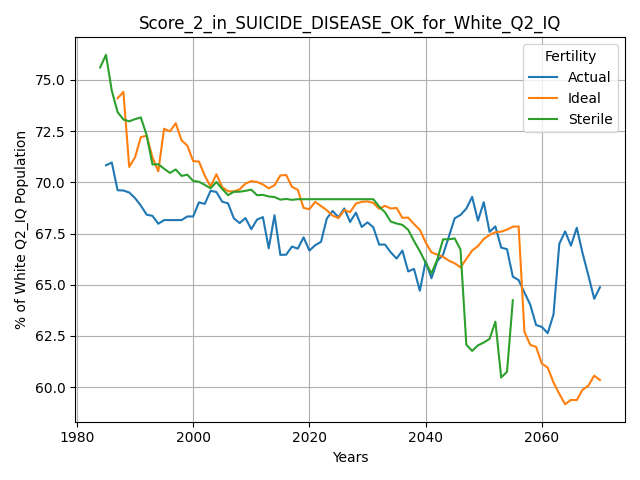 Score_2_in_SUICIDE_DISEASE_OK_for_White_Q2_IQ
Fertility
Actual
Ideal
Sterile
% of White Q2_IQ Population
75.0
72.5
70.0
67.5
65.0
62.5
60.0
1980
2000
2020
2040
2060
Years